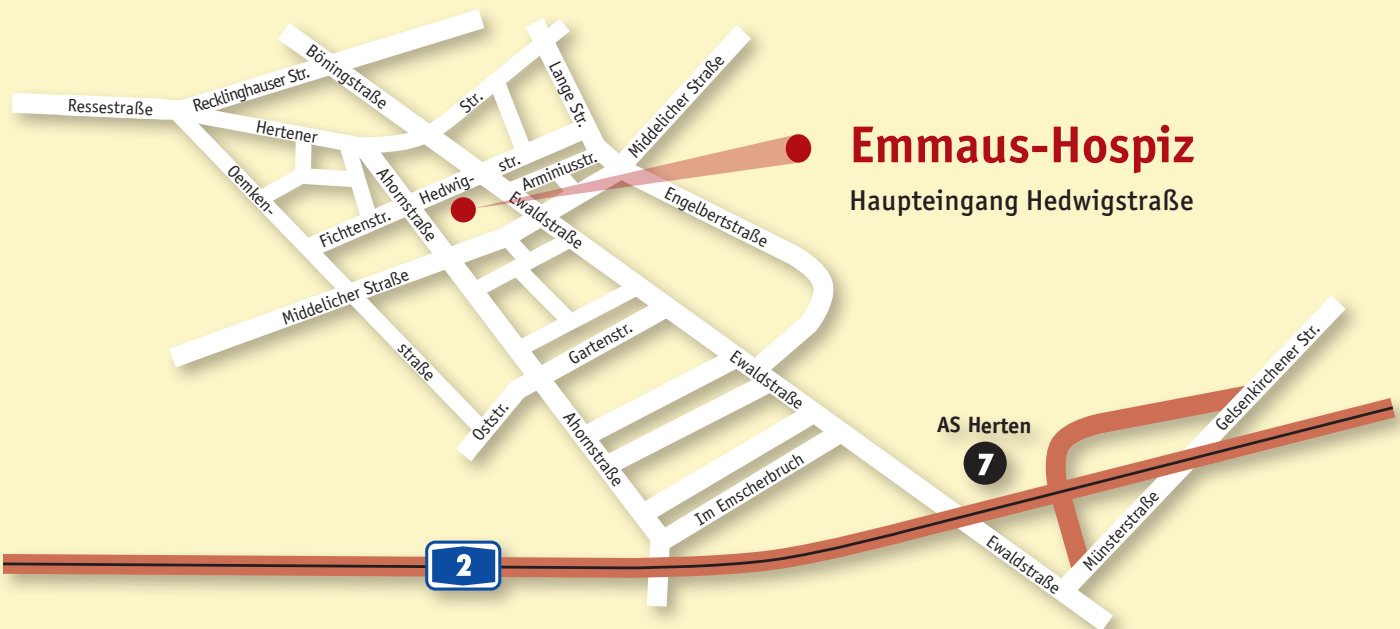 Böningstraße
Recklinghauser Str.
Ressestraße
Hertener
Str.
Lange Str.
Middelicher Straße
Emmaus-Hospiz
Haupteingang Hedwigstraße
Oemken-
Ahornstraße
Hedwig-
str.
Arminiusstr.
Fichtenstr.
Ewaldstraße
Engelbertstraße
Middelicher Straße
straße
Gartenstr.
Oststr.
Ewaldstraße
Ahornstraße
Im Emscherbruch
AS Herten
7
Gelsenkirchener Str.
Münsterstraße
Ewaldstraße
2